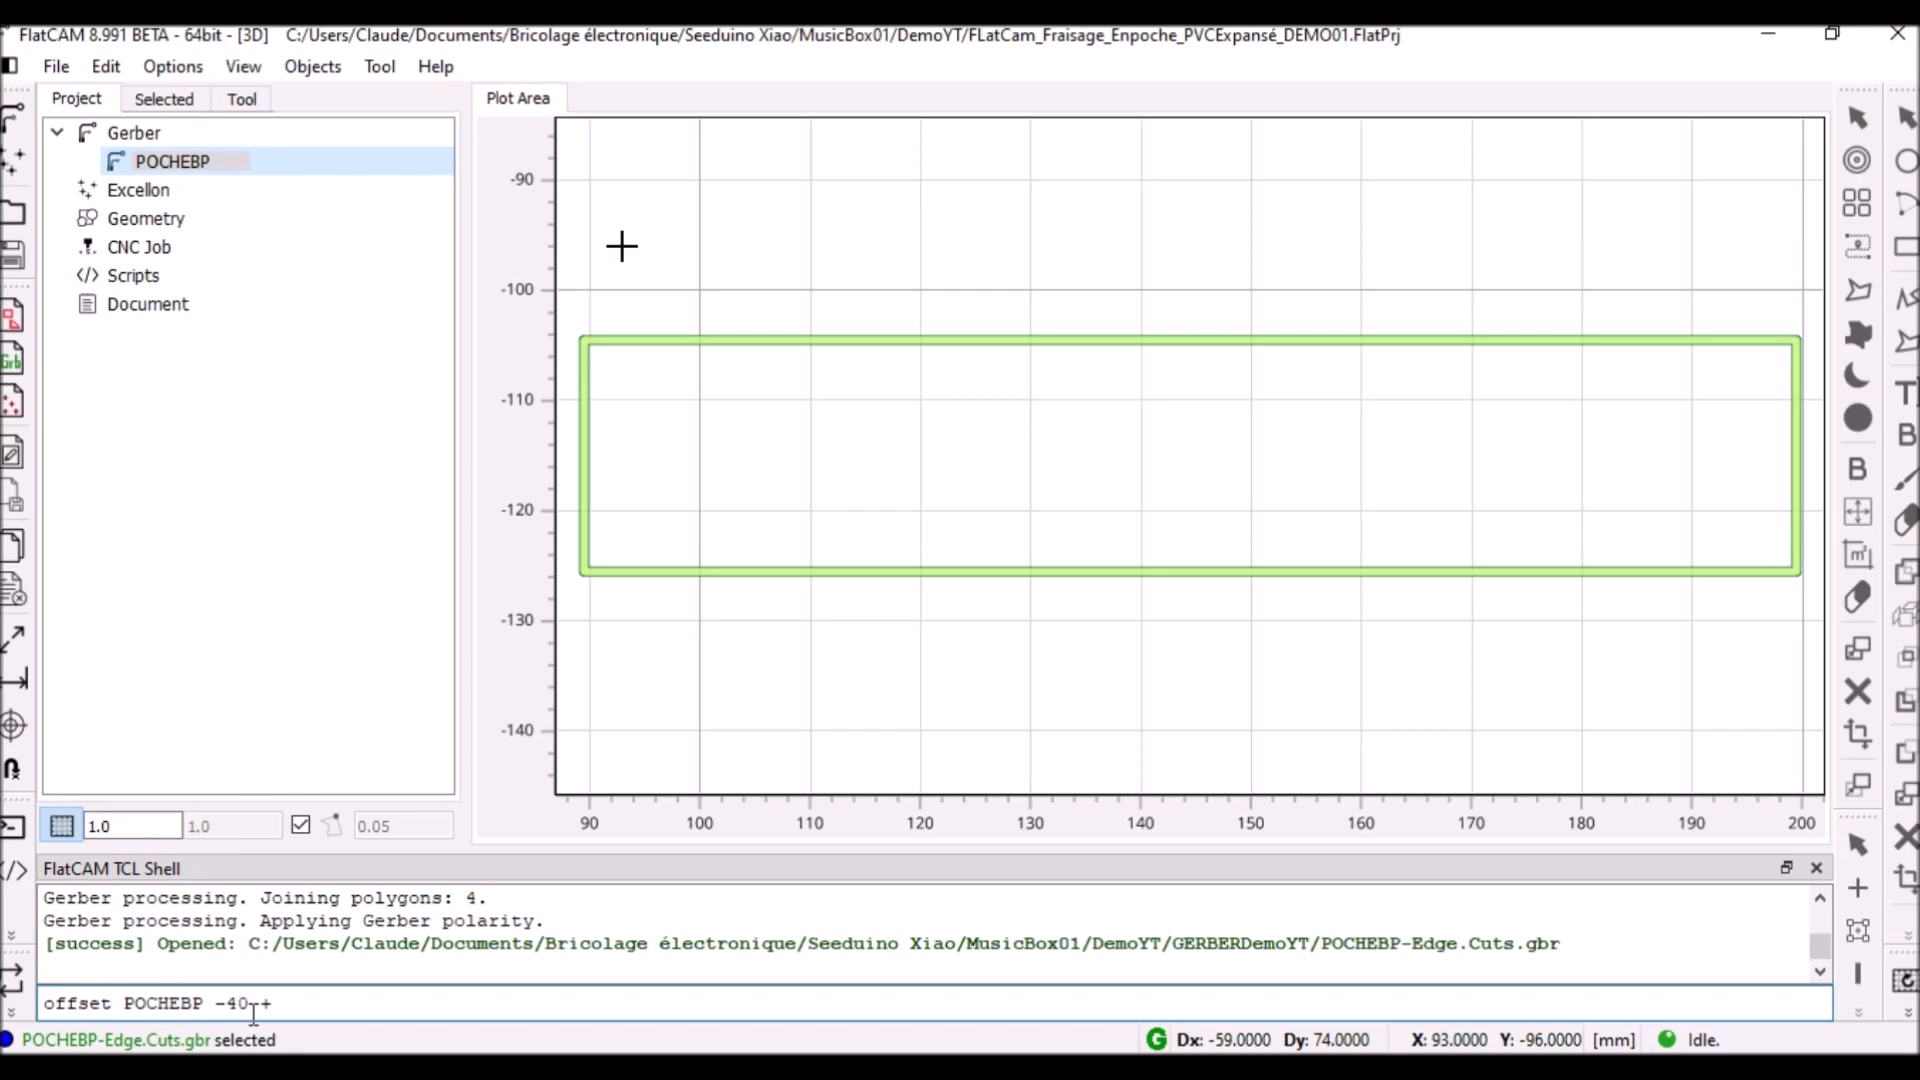 FlatCAM 8.991 BETA - 64bit - [3D]    C:/Users/Claude/Documents/Bricolage électronique/Seeduino Xiao/MusicBox01/DemoYT/FLatCam_Fraisage_Enpoche_PVCExpansé_DEMO01.FlatPrj
File Edit Options View Objects Tool Help
Project Selected Tool
Plot Area
Gerber
POCHEBP
Excellon
Geometry
CNC Job
Scripts
Document
-90
-100
-110
-120
-130
-140
90 100 110 120 130 140 150 160 170 180 190 200
1.0 1.0 0.05
Grb
m²
T
B
B
FlatCAM TCL Shell
Gerber processing. Joining polygons: 4.
Gerber processing. Applying Gerber polarity.
[success] Opened: C:/Users/Claude/Documents/Bricolage électronique/Seeduino Xiao/MusicBox01/DemoYT/GERBERDemoYT/POCHEBP-Edge.Cuts.gbr
offset POCHEBP -40
POCHEBP-Edge.Cuts.gbr selected
G Dx: -59.0000 Dy: 74.0000 X: 93.0000 Y: -96.0000 [mm] Idle.